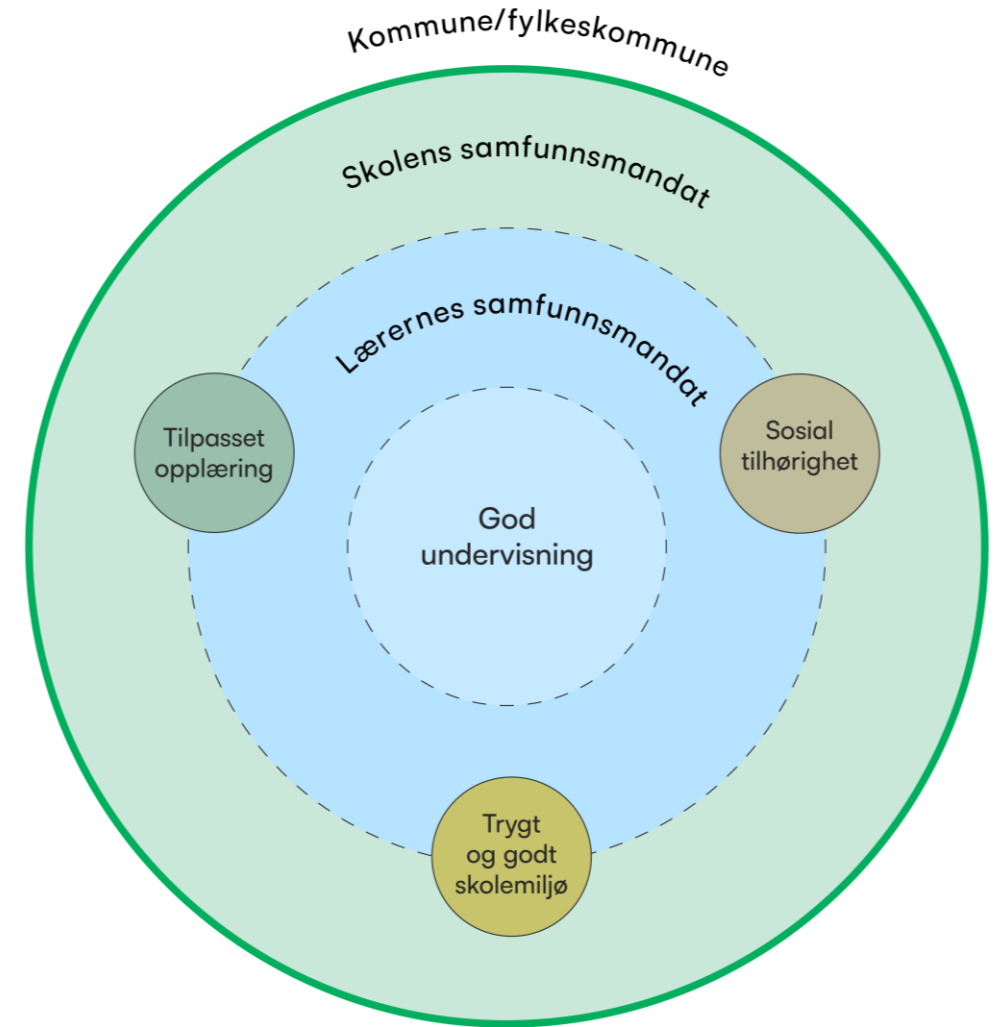 Kommune/fylkeskommune
Skolens samfunnsmandat
Lærernes samfunnsmandat
Tilpasset
opplæring
Sosial
tilhørighet
God
undervisning
Trygt
og godt
skolemiljø